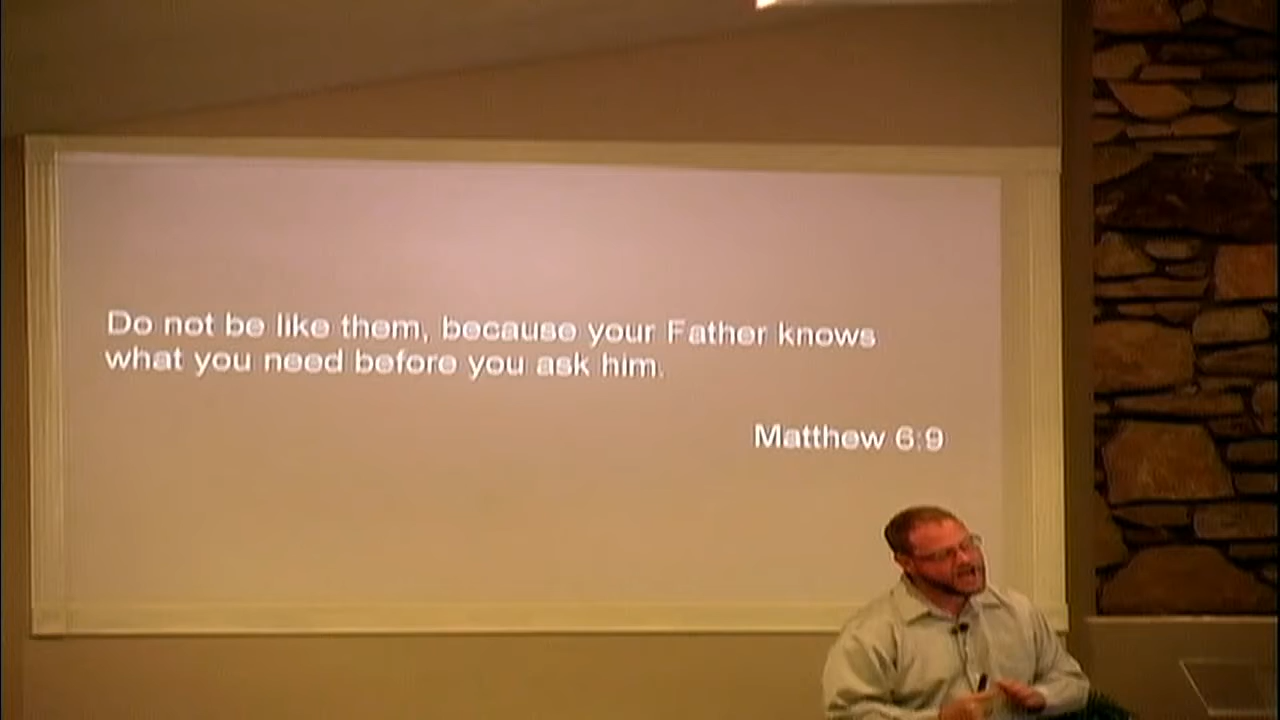 Do not be like them, because your Father knows
what you need before you ask him.
Matthew 6:9